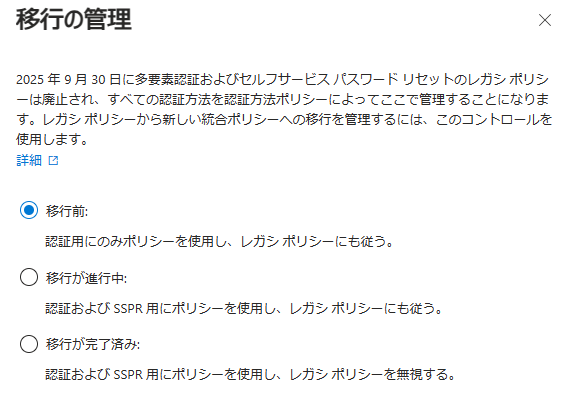 移行の管理
2025 年 9 月 30 日に多要素認証およびセルフサービス パスワード リセットのレガシ ポリシ
ーは廃止され、すべての認証方法を認証方法ポリシーによってここで管理することになりま
す。レガシ ポリシーから新しい統合ポリシーへの移行を管理するには、このコントロールを
使用します。
詳細
移行前:
認証用にのみポリシーを使用し、レガシ ポリシーにも従う。
移行が進行中:
認証および SSPR 用にポリシーを使用し、レガシ ポリシーにも従う。
移行が完了済み:
認証および SSPR 用にポリシーを使用し、レガシ ポリシーを無視する。